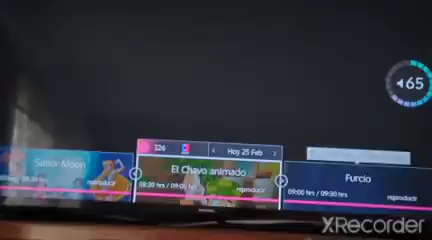 65
326
Hoy 25 Feb
Sailor Moon
reproducir
El Chavo animado
08:30 hrs / 09:00 hrs
reproducir
Furcio
09:00 hrs / 09:30 hrs
reproducir
XRecorder